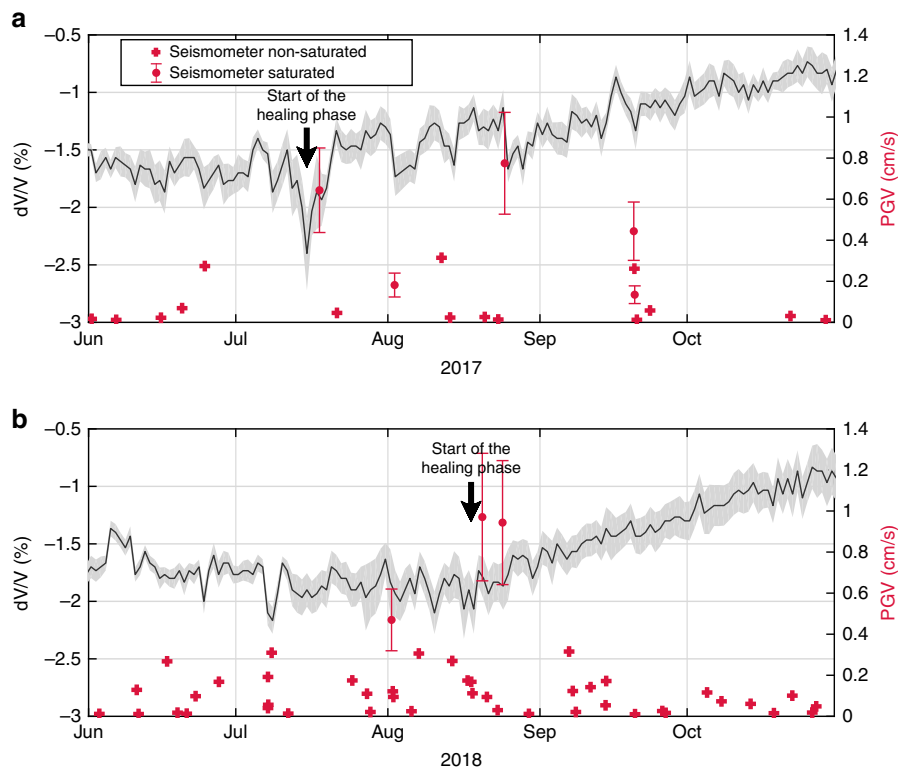 a
Seismometer non-saturated
Seismometer saturated
Start of the
healing phase
–0.5
–1
–1.5
–2
–2.5
–3
dV/V (%)
1.4
1.2
1
0.8
0.6
0.4
0.2
0
PGV (cm/s)
Jun
Jul
Aug
Sep
Oct
2017
b
Start of the
healing phase
–0.5
–1
–1.5
–2
–2.5
–3
dV/V (%)
1.4
1.2
1
0.8
0.6
0.4
0.2
0
PGV (cm/s)
Jun
Jul
Aug
Sep
Oct
2018